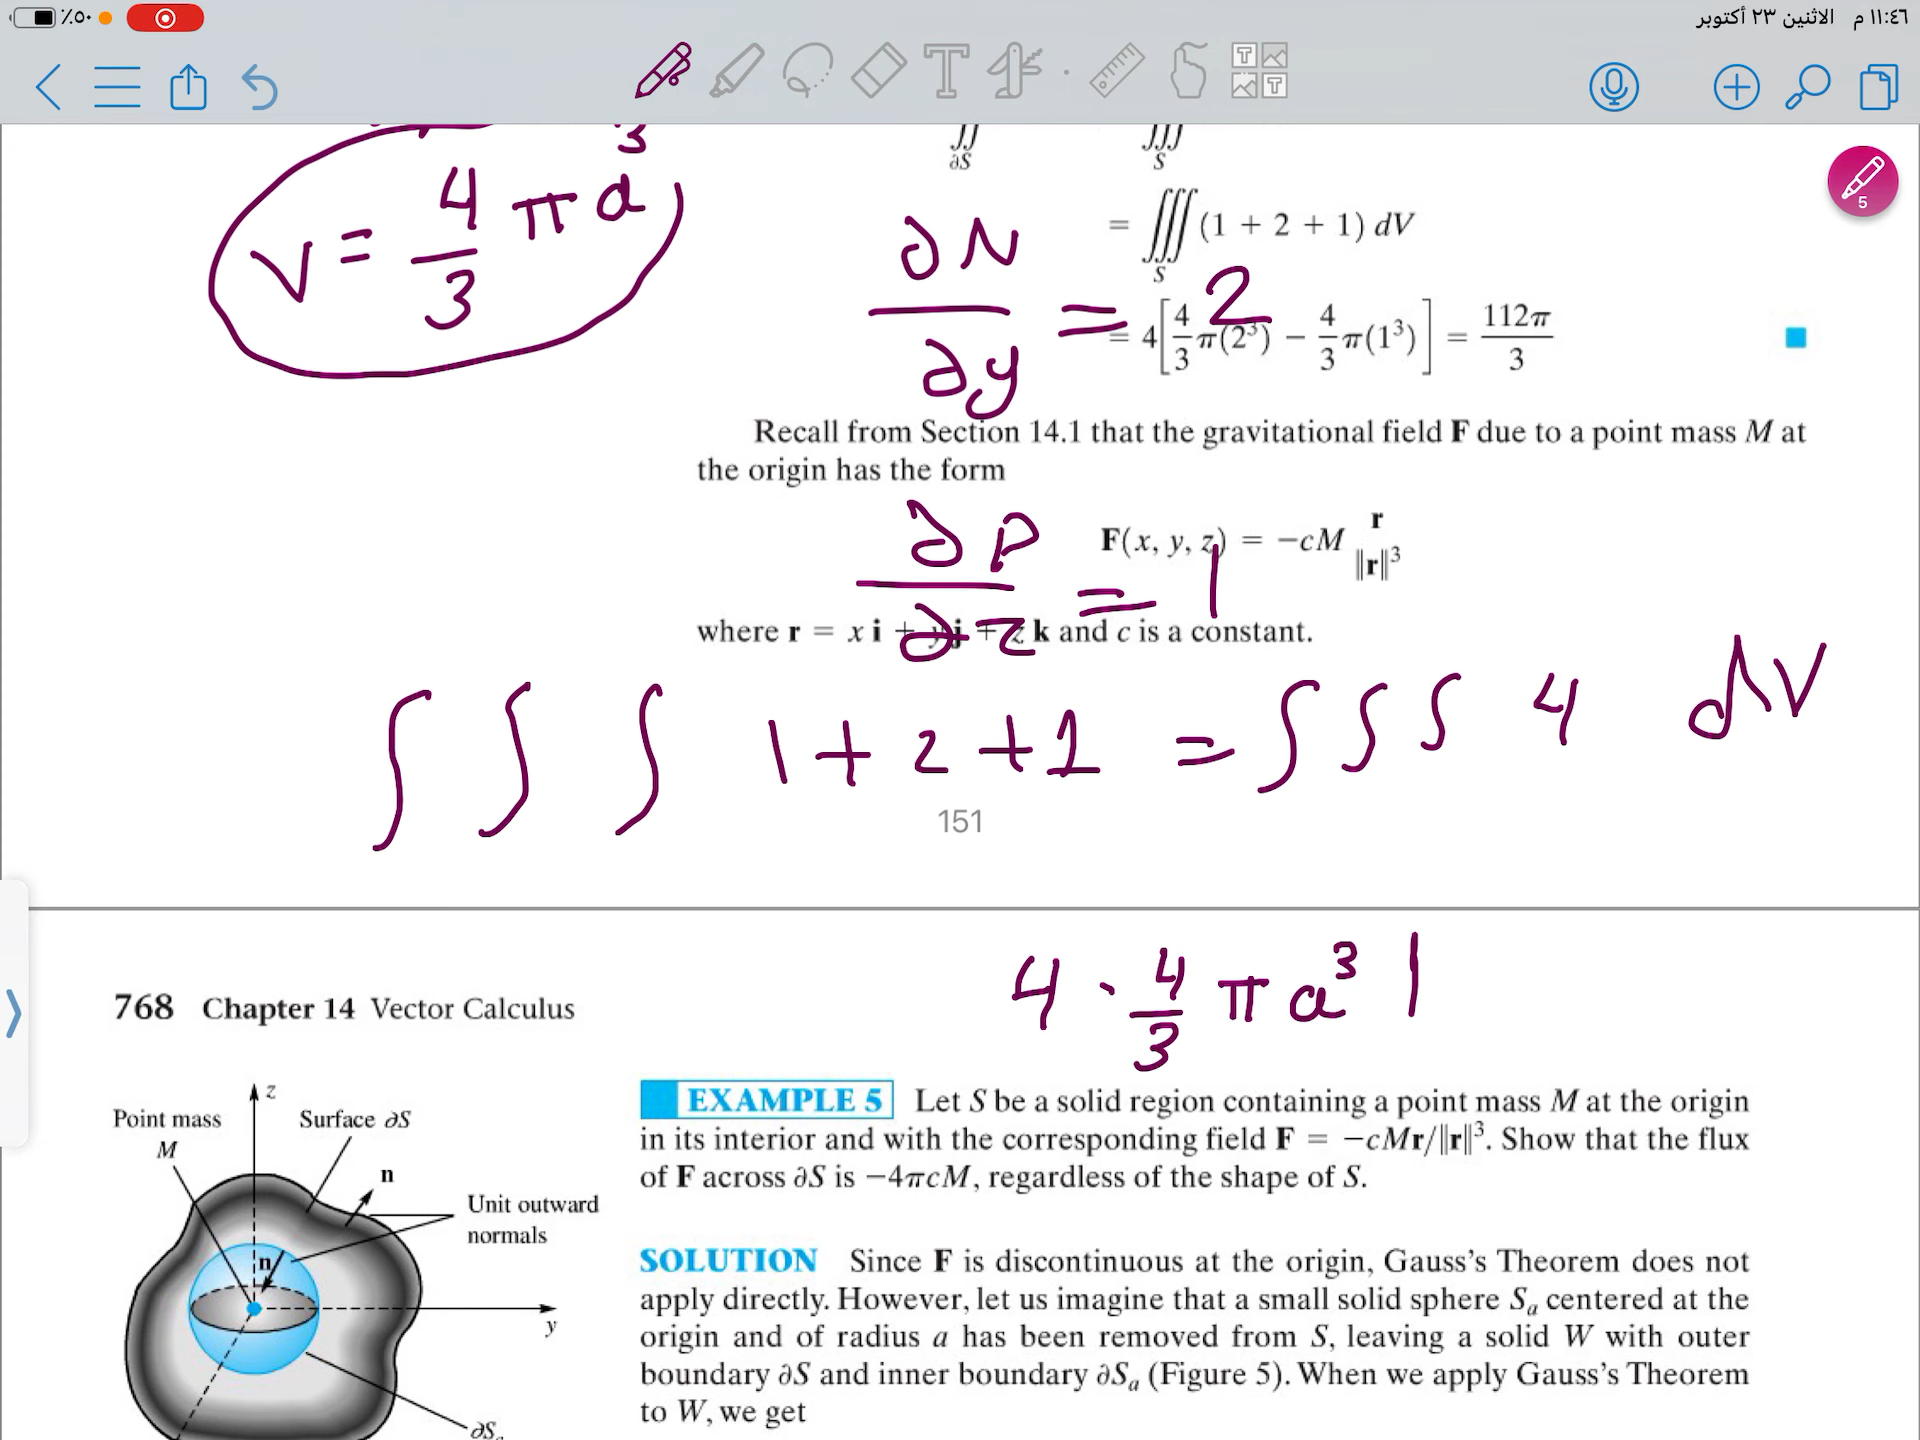 ٪٥٠
١١:٤٦ م الاثنين ٢٣ أكتوبر
5
V = 4/3 π a^3
∬ ∂S ∭ S
= ∭_S (1 + 2 + 1) dV
∂N/∂y = 2
= 4[4/3 π(2³) − 4/3 π(1³)] = 112π/3
Recall from Section 14.1 that the gravitational field F due to a point mass M at
the origin has the form
∂P/∂z = 1
F(x, y, z) = −cM r/‖r‖³
where r = x i + y j + z k and c is a constant.
∫ ∫ ∫ 1 + 2 + 1 = ∫ ∫ ∫ 4 dV
151
4 · 4/3 π a³ |
768 Chapter 14 Vector Calculus
z
Point mass
M
Surface ∂S
n
Unit outward
normals
n
y
∂Sₐ
EXAMPLE 5 Let S be a solid region containing a point mass M at the origin
in its interior and with the corresponding field F = −cMr/‖r‖³. Show that the flux
of F across ∂S is −4πcM, regardless of the shape of S.
SOLUTION Since F is discontinuous at the origin, Gauss's Theorem does not
apply directly. However, let us imagine that a small solid sphere Sₐ centered at the
origin and of radius a has been removed from S, leaving a solid W with outer
boundary ∂S and inner boundary ∂Sₐ (Figure 5). When we apply Gauss's Theorem
to W, we get